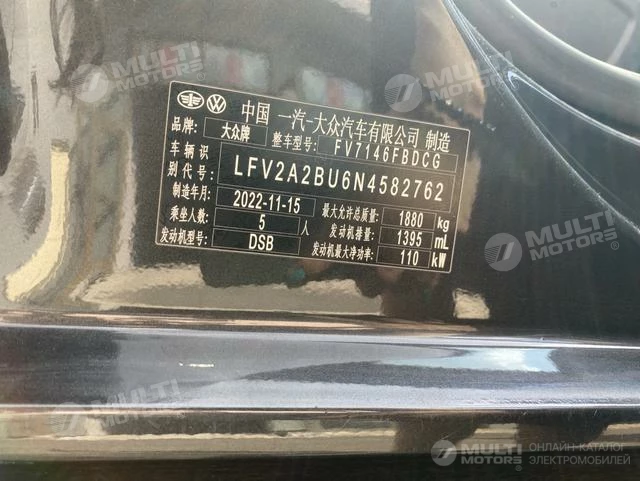 中国 一汽-大众汽车有限公司 制造
品牌: 大众牌 整车型号: FV7146FBDCG
车辆识别代号: LFV2A2BU6N4582762
制造年月: 2022-11-15 最大允许总质量: 1880 kg
乘坐人数: 5 人 发动机排量: 1395 mL
发动机型号: DSB 发动机最大净功率: 110 kW
MULTI MOTORS®
MULTI MOTORS®
MULTI MOTORS®
MULTI MOTORS®
MULTI MOTORS®
MULTI MOTORS ОНЛАЙН-КАТАЛОГ
ЭЛЕКТРОМОБИЛЕЙ